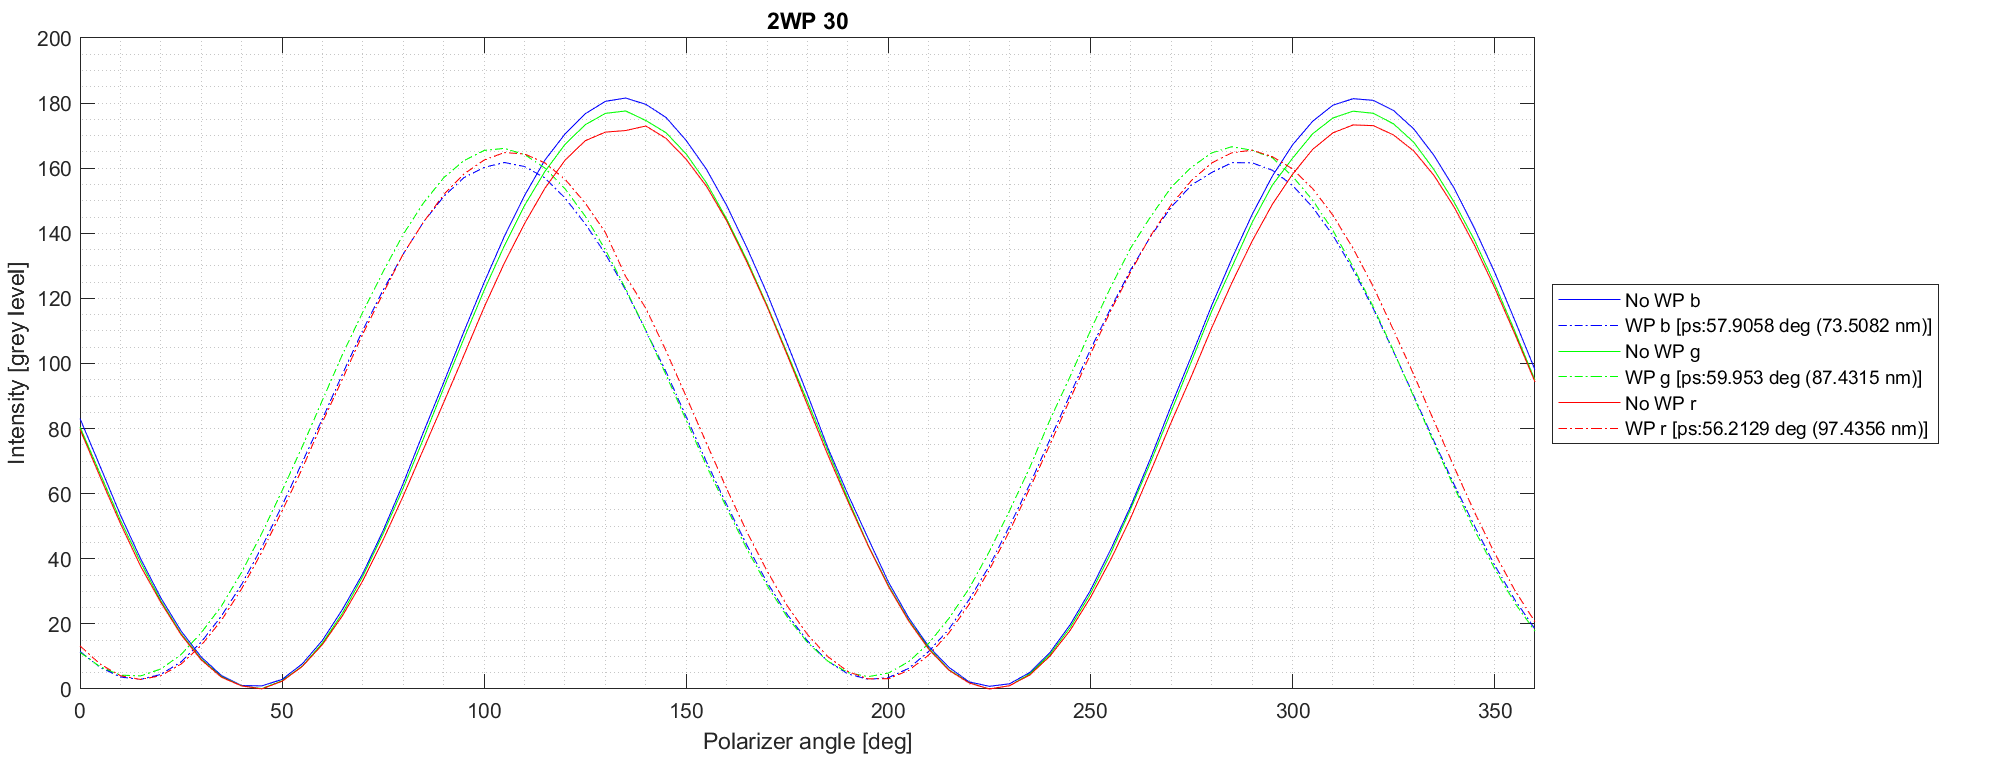 2WP 30
200
180
160
140
120
100
80
60
40
20
0
0 50 100 150 200 250 300 350
Polarizer angle [deg]
Intensity [grey level]
No WP b
WP b [ps:57.9058 deg (73.5082 nm)]
No WP g
WP g [ps:59.953 deg (87.4315 nm)]
No WP r
WP r [ps:56.2129 deg (97.4356 nm)]